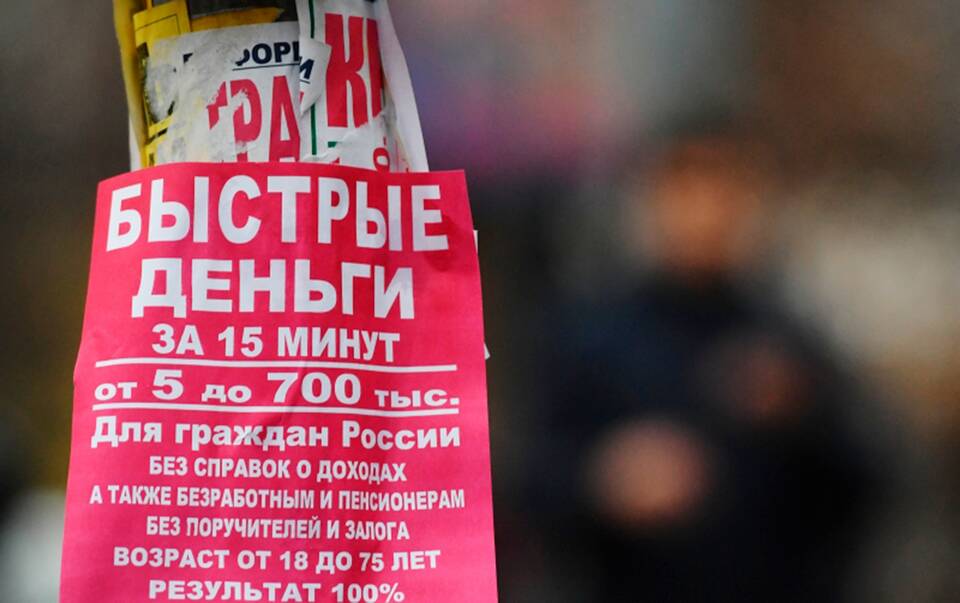 БЫСТРЫЕ
ДЕНЬГИ
ЗА 15 МИНУТ
от 5 до 700 тыс.
Для граждан России
БЕЗ СПРАВОК О ДОХОДАХ
А ТАКЖЕ БЕЗРАБОТНЫМ И ПЕНСИОНЕРАМ
БЕЗ ПОРУЧИТЕЛЕЙ И ЗАЛОГА
ВОЗРАСТ ОТ 18 ДО 75 ЛЕТ
РЕЗУЛЬТАТ 100%